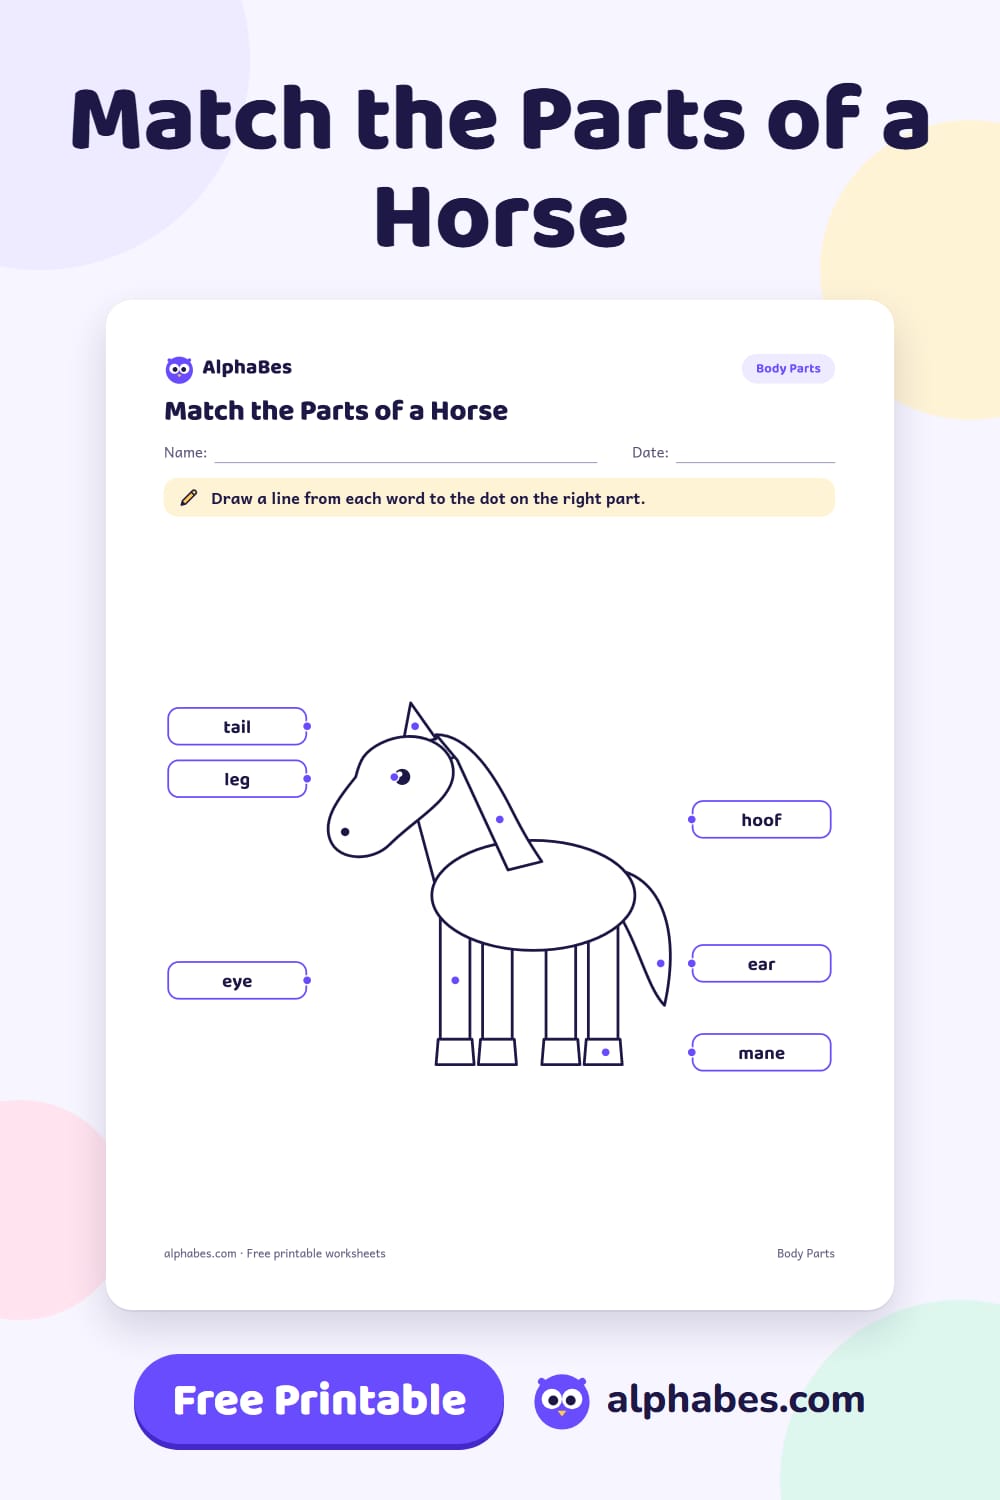 Match the Parts of a
Horse
AlphaBes
Body Parts
Match the Parts of a Horse
Name:
Date:
Draw a line from each word to the dot on the right part.
tail
leg
hoof
ear
eye
mane
alphabes.com · Free printable worksheets
Body Parts
Free Printable
alphabes.com